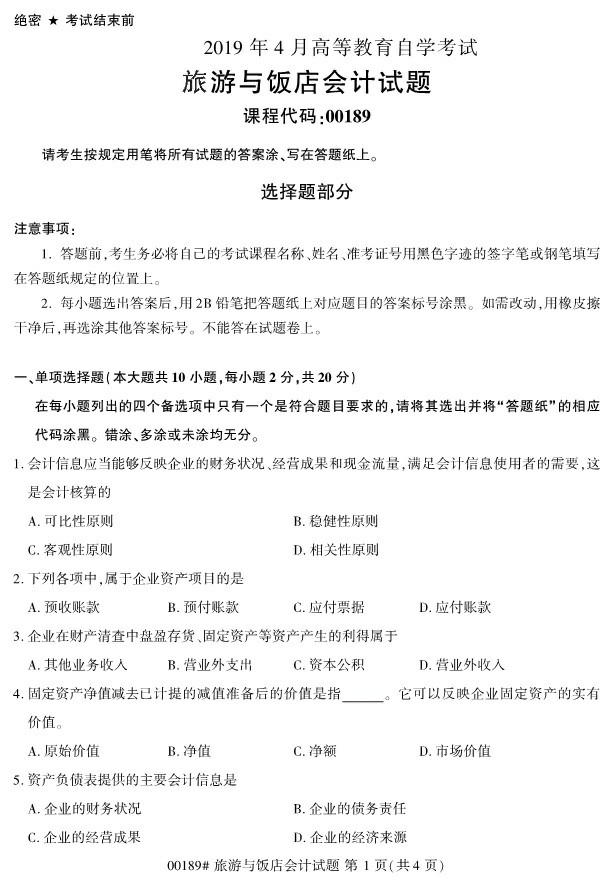 绝密 ★ 考试结束前
2019 年 4 月高等教育自学考试
旅游与饭店会计试题
课程代码:00189
请考生按规定用笔将所有试题的答案涂、写在答题纸上。
选择题部分
注意事项:
1. 答题前,考生务必将自己的考试课程名称、姓名、准考证号用黑色字迹的签字笔或钢笔填写
在答题纸规定的位置上。
2. 每小题选出答案后,用 2B 铅笔把答题纸上对应题目的答案标号涂黑。如需改动,用橡皮擦
干净后,再选涂其他答案标号。不能答在试题卷上。
一、单项选择题(本大题共 10 小题,每小题 2 分,共 20 分)
在每小题列出的四个备选项中只有一个是符合题目要求的,请将其选出并将“答题纸”的相应
代码涂黑。错涂、多涂或未涂均无分。
1. 会计信息应当能够反映企业的财务状况、经营成果和现金流量,满足会计信息使用者的需要,这
是会计核算的
A. 可比性原则 B. 稳健性原则
C. 客观性原则 D. 相关性原则
2. 下列各项中,属于企业资产项目的是
A. 预收账款 B. 预付账款 C. 应付票据 D. 应付账款
3. 企业在财产清查中盘盈存货、固定资产等资产产生的利得属于
A. 其他业务收入 B. 营业外支出 C. 资本公积 D. 营业外收入
4. 固定资产净值减去已计提的减值准备后的价值是指______。它可以反映企业固定资产的实有
价值。
A. 原始价值 B. 净值 C. 净额 D. 市场价值
5. 资产负债表提供的主要会计信息是
A. 企业的财务状况 B. 企业的债务责任
C. 企业的经营成果 D. 企业的经济来源
00189# 旅游与饭店会计试题 第 1 页(共 4 页)